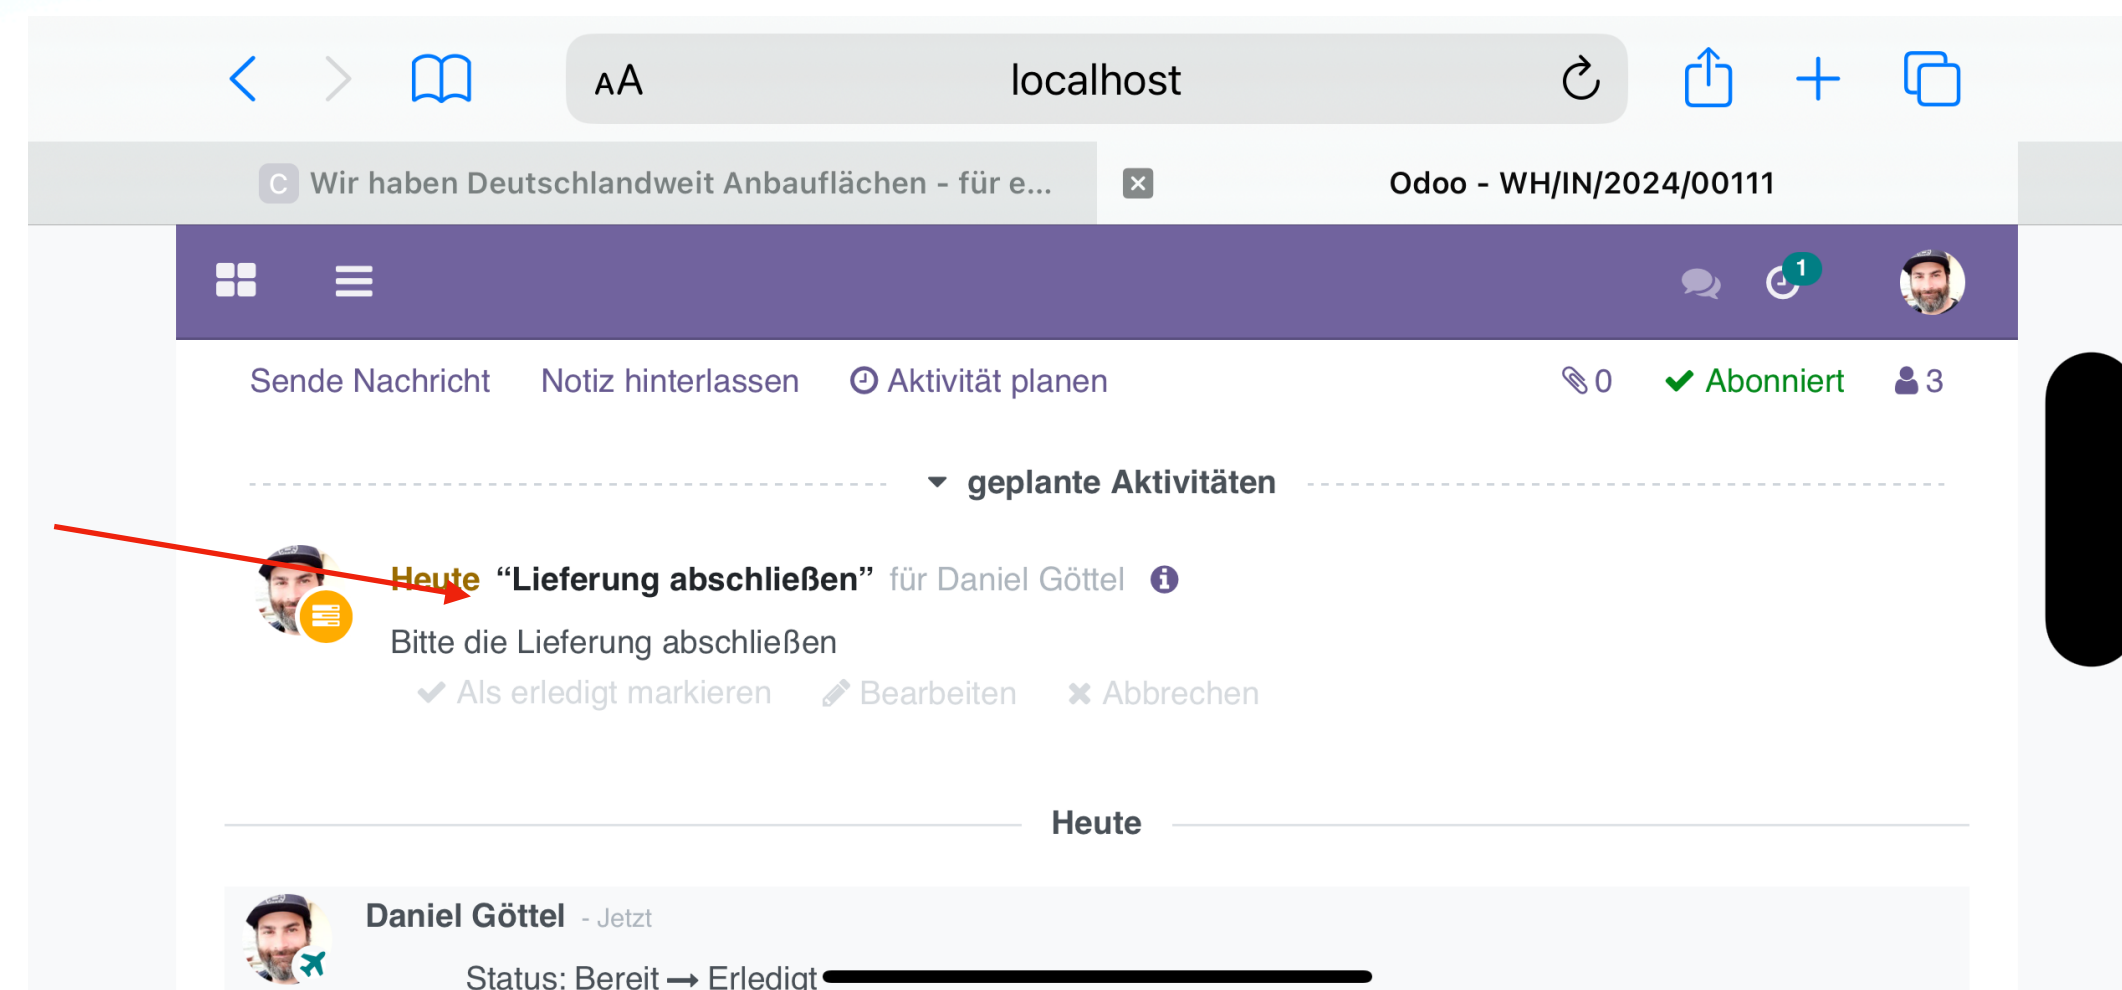 AA localhost
C Wir haben Deutschlandweit Anbauflächen - für e... Odoo - WH/IN/2024/00111
1
Sende Nachricht Notiz hinterlassen Aktivität planen 0 Abonniert 3
geplante Aktivitäten
Heute “Lieferung abschließen” für Daniel Göttel
Bitte die Lieferung abschließen
Als erledigt markieren Bearbeiten Abbrechen
Heute
Daniel Göttel - Jetzt
Status: Bereit → Erledigt